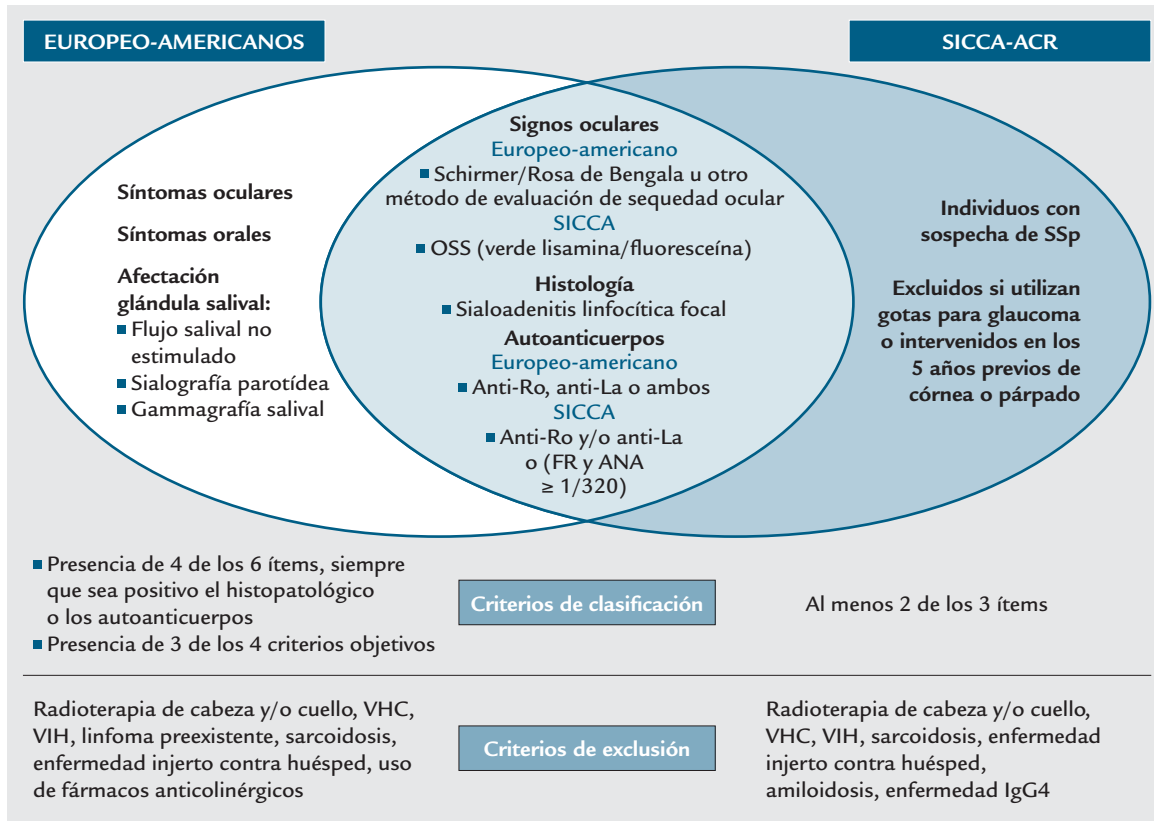 EUROPEO-AMERICANOS
SICCA-ACR
Síntomas oculares
Síntomas orales
Afectación
glándula salival:
■ Flujo salival no
estimulado
■ Sialografía parotídea
■ Gammagrafía salival
Signos oculares
Europeo-americano
■ Schirmer/Rosa de Bengala u otro
método de evaluación de sequedad ocular
SICCA
■ OSS (verde lisamina/fluoresceína)
Histología
■ Sialoadenitis linfocítica focal
Autoanticuerpos
Europeo-americano
■ Anti-Ro, anti-La o ambos
SICCA
■ Anti-Ro y/o anti-La
o (FR y ANA
≥ 1/320)
Individuos con
sospecha de SSp
Excluidos si utilizan
gotas para glaucoma
o intervenidos en los
5 años previos de
córnea o párpado
■ Presencia de 4 de los 6 ítems, siempre
que sea positivo el histopatológico
o los autoanticuerpos
■ Presencia de 3 de los 4 criterios objetivos
Criterios de clasificación
Al menos 2 de los 3 ítems
Radioterapia de cabeza y/o cuello, VHC,
VIH, linfoma preexistente, sarcoidosis,
enfermedad injerto contra huésped, uso
de fármacos anticolinérgicos
Criterios de exclusión
Radioterapia de cabeza y/o cuello,
VHC, VIH, sarcoidosis, enfermedad
injerto contra huésped,
amiloidosis, enfermedad IgG4